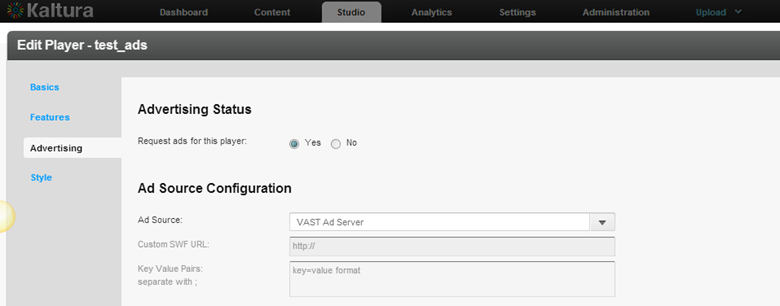 Kaltura Dashboard Content Studio Analytics Settings Administration Upload
Edit Player - test_ads
Basics
Features
Advertising
Style
Advertising Status
Request ads for this player: Yes No
Ad Source Configuration
Ad Source: VAST Ad Server
Custom SWF URL: http://
Key Value Pairs: key=value format
separate with ;